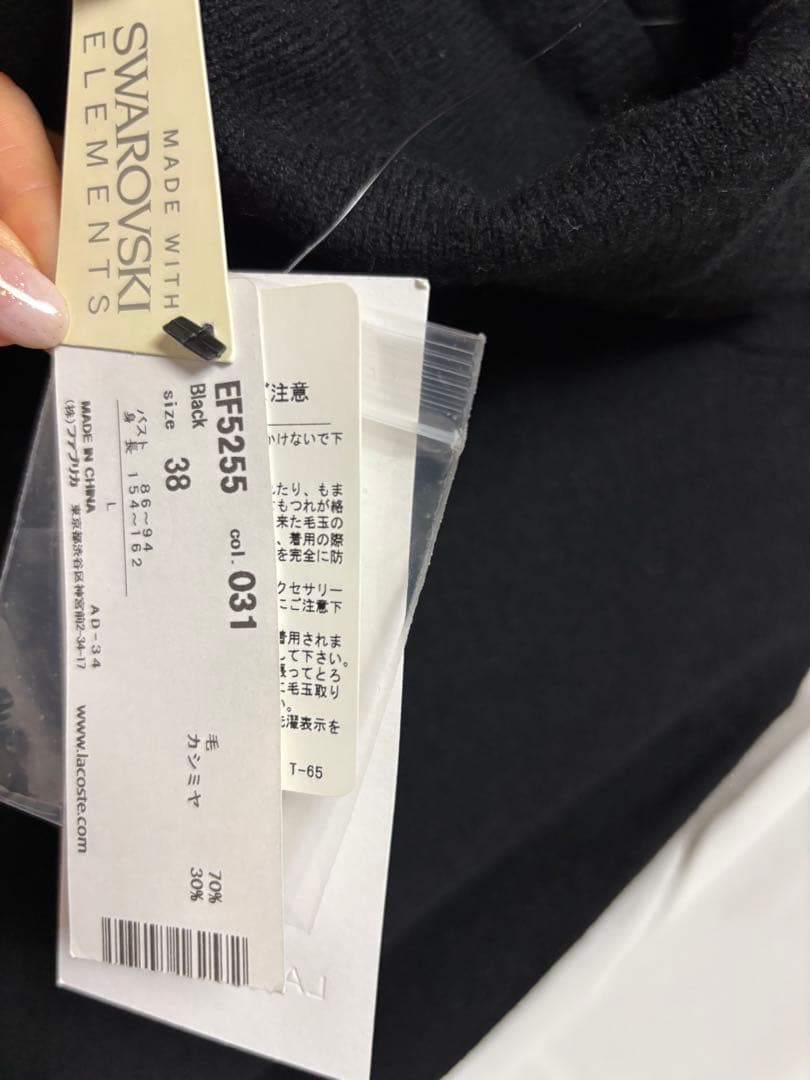 MADE WITH
SWAROVSKI
ELEMENTS
EF5255 col.031
Black
size 38
バスト 86~94
身長 154~162
L
AD-34
MADE IN CHINA
(株)ファブリカ 東京都渋谷区神宮前2-34-17
www.lacoste.com
毛 70%
カシミヤ 30%
ご注意
かけないで下
たり、もま
もつれが絡
来た毛玉の
、着用の際
を完全に防
クセサリー
にご注意下
着用されま
して下さい。
張ってとろ
に毛玉取り
い。
洗濯表示を
T-65
LA